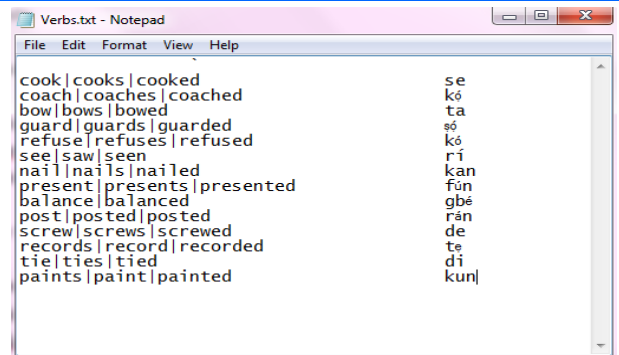 Verbs.txt - Notepad
File Edit Format View Help
cook|cooks|cooked se
coach|coaches|coached kọ́
bow|bows|bowed ta
guard|guards|guarded ṣọ́
refuse|refuses|refused kọ́
see|saw|seen rí
nail|nails|nailed kan
present|presents|presented fún
balance|balanced gbé
post|posted|posted rán
screw|screws|screwed de
records|record|recorded tẹ
tie|ties|tied di
paints|paint|painted kun